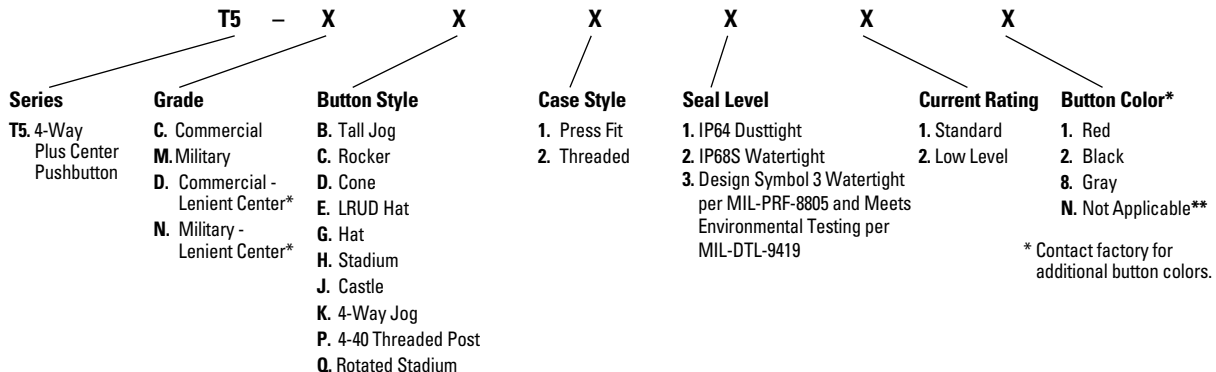 T5 – X X X X X X
Series
T5. 4-Way
Plus Center
Pushbutton
Grade
C. Commercial
M. Military
D. Commercial -
Lenient Center*
N. Military -
Lenient Center*
Button Style
B. Tall Jog
C. Rocker
D. Cone
E. LRUD Hat
G. Hat
H. Stadium
J. Castle
K. 4-Way Jog
P. 4-40 Threaded Post
Q. Rotated Stadium
Case Style
1. Press Fit
2. Threaded
Seal Level
1. IP64 Dusttight
2. IP68S Watertight
3. Design Symbol 3 Watertight
per MIL-PRF-8805 and Meets
Environmental Testing per
MIL-DTL-9419
Current Rating
1. Standard
2. Low Level
Button Color*
1. Red
2. Black
8. Gray
N. Not Applicable**
* Contact factory for
additional button colors.